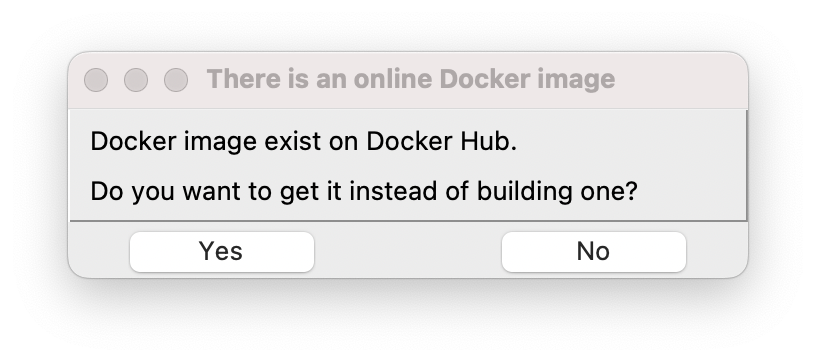 There is an online Docker image
Docker image exist on Docker Hub.
Do you want to get it instead of building one?
Yes
No